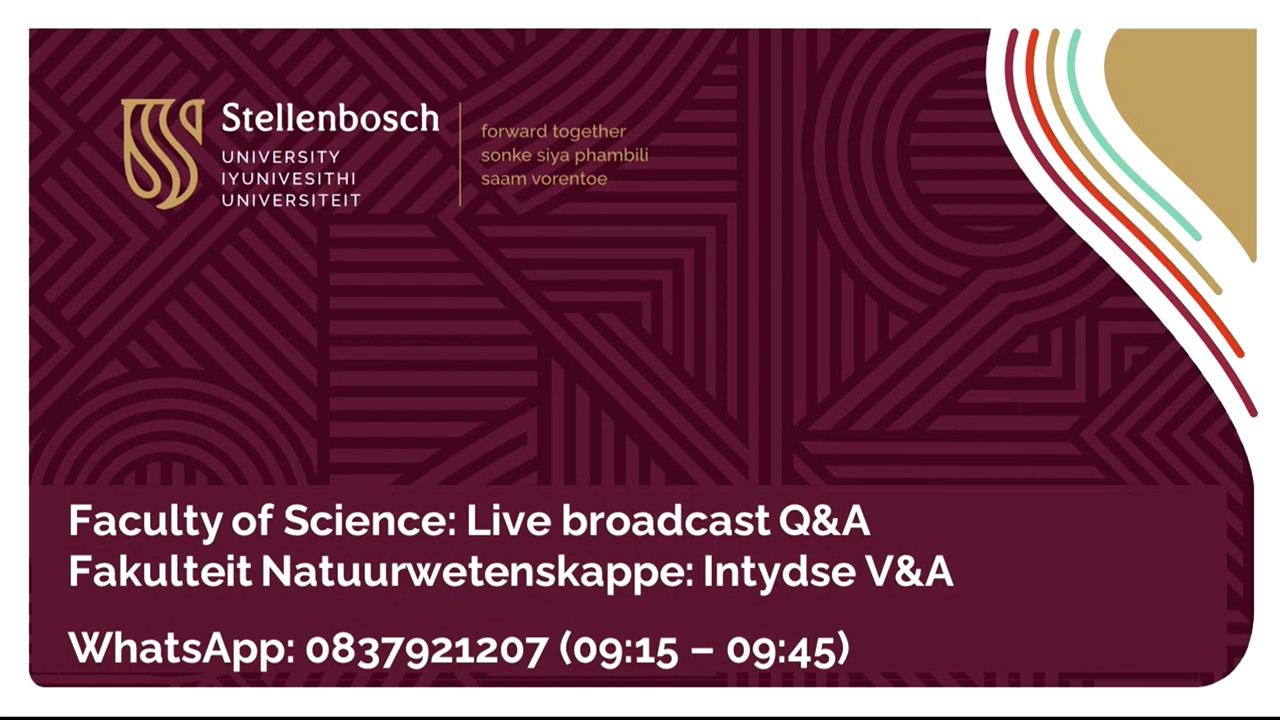 Stellenbosch
UNIVERSITY
IYUNIVESITHI
UNIVERSITEIT
forward together
sonke siya phambili
saam vorentoe
Faculty of Science: Live broadcast Q&A
Fakulteit Natuurwetenskappe: Intydse V&A
WhatsApp: 0837921207 (09:15 – 09:45)